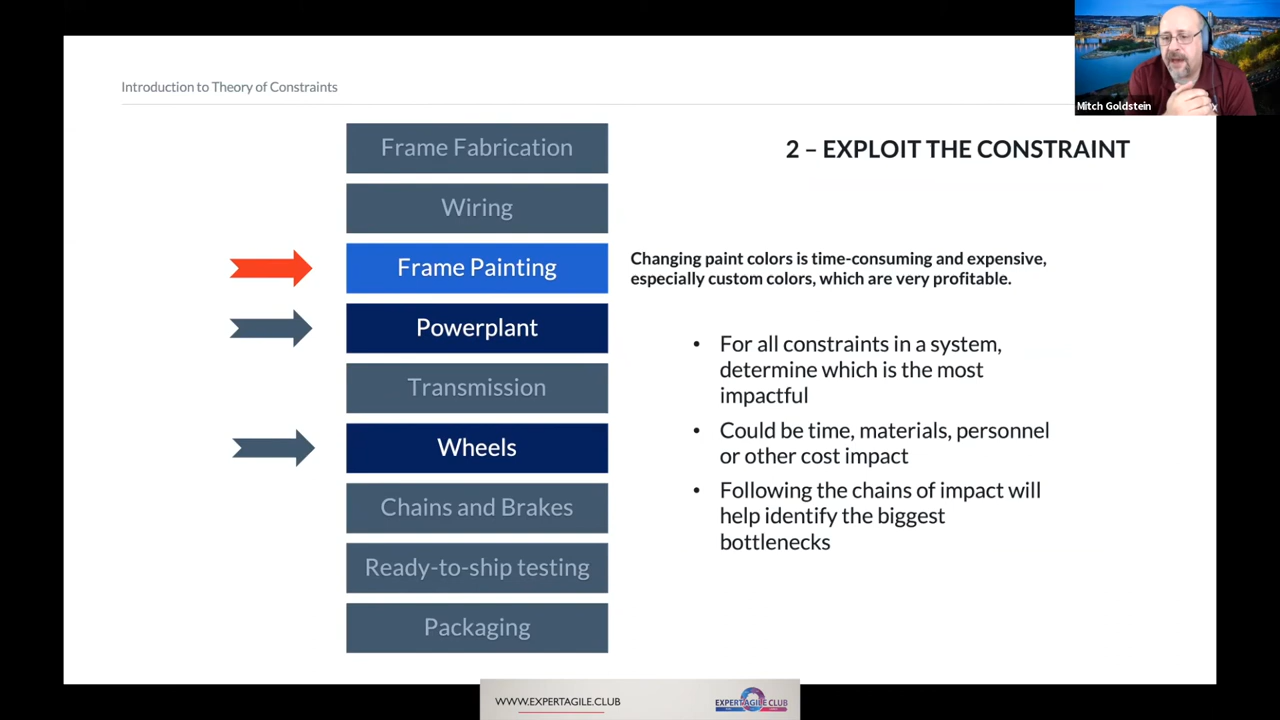 Introduction to Theory of Constraints
Mitch Goldstein
2 – EXPLOIT THE CONSTRAINT
Frame Fabrication
Wiring
Frame Painting
Powerplant
Transmission
Wheels
Chains and Brakes
Ready-to-ship testing
Packaging
Changing paint colors is time-consuming and expensive,
especially custom colors, which are very profitable.
• For all constraints in a system,
determine which is the most
impactful
• Could be time, materials, personnel
or other cost impact
• Following the chains of impact will
help identify the biggest
bottlenecks
WWW.EXPERTAGILE.CLUB
EXPERTAGILE.CLUB